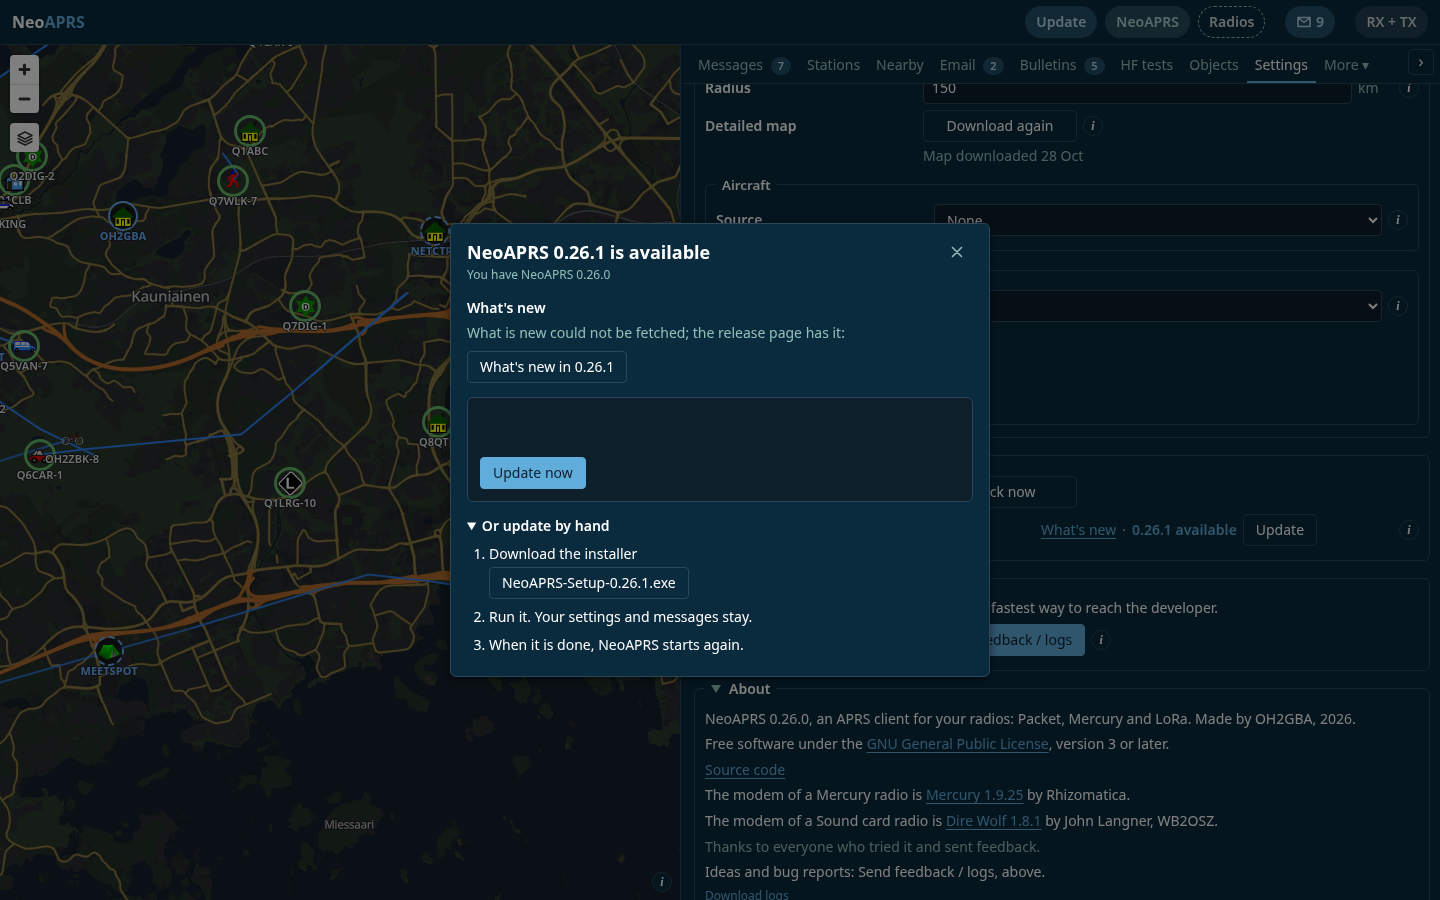 NeoAPRS
Update
NeoAPRS
Radios
9
RX + TX
Messages 7
Stations
Nearby
Email 2
Bulletins 5
HF tests
Objects
Settings
More ▾
Radius
150
km
Detailed map
Download again
Map downloaded 28 Oct
Aircraft
Source
None
Q1ABC
Q2DIG-2
Q7WLK-7
OH2GBA
Kauniainen
Q7DIG-1
Q5VAN-7
OH2ZBK-8
Q6CAR-1
Q1LRG-10
MEETSPOT
Miessaari
NeoAPRS 0.26.1 is available
You have NeoAPRS 0.26.0
What's new
What is new could not be fetched; the release page has it:
What's new in 0.26.1
Update now
Or update by hand
1. Download the installer
NeoAPRS-Setup-0.26.1.exe
2. Run it. Your settings and messages stay.
3. When it is done, NeoAPRS starts again.
now
What's new · 0.26.1 available
Update
fastest way to reach the developer.
/ logs
About
NeoAPRS 0.26.0, an APRS client for your radios: Packet, Mercury and LoRa. Made by OH2GBA, 2026.
Free software under the GNU General Public License, version 3 or later.
Source code
The modem of a Mercury radio is Mercury 1.9.25 by Rhizomatica.
The modem of a Sound card radio is Dire Wolf 1.8.1 by John Langner, WB2OSZ.
Thanks to everyone who tried it and sent feedback.
Ideas and bug reports: Send feedback / logs, above.
Download logs